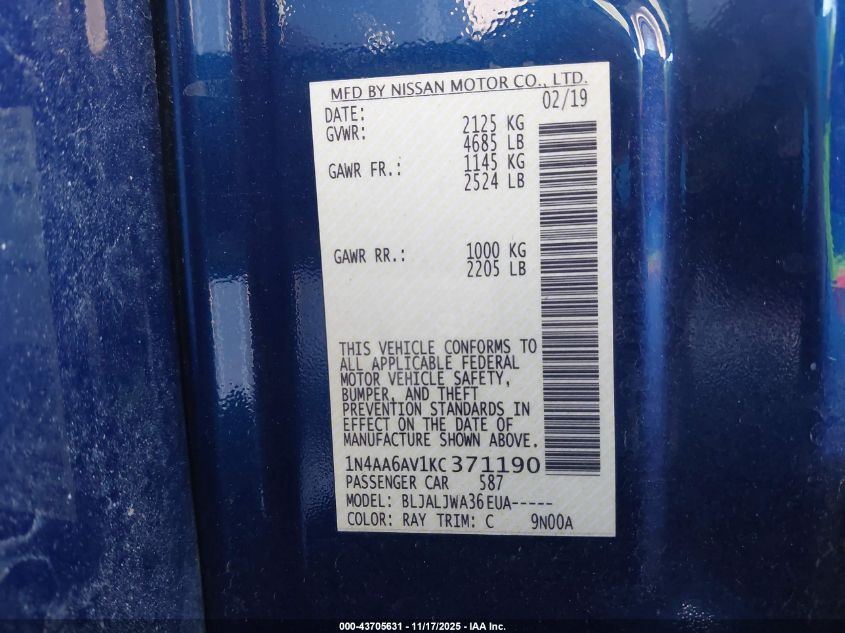 MFD BY NISSAN MOTOR CO., LTD.
DATE: 02/19
GVWR: 2125 KG
4685 LB
GAWR FR.: 1145 KG
2524 LB
GAWR RR.: 1000 KG
2205 LB
THIS VEHICLE CONFORMS TO
ALL APPLICABLE FEDERAL
MOTOR VEHICLE SAFETY,
BUMPER, AND THEFT
PREVENTION STANDARDS IN
EFFECT ON THE DATE OF
MANUFACTURE SHOWN ABOVE.
1N4AA6AV1KC371190
PASSENGER CAR 587
MODEL: BLJALJWA36EUA-----
COLOR: RAY TRIM: C 9N00A
000-43705631 - 11/17/2025 - IAA Inc.